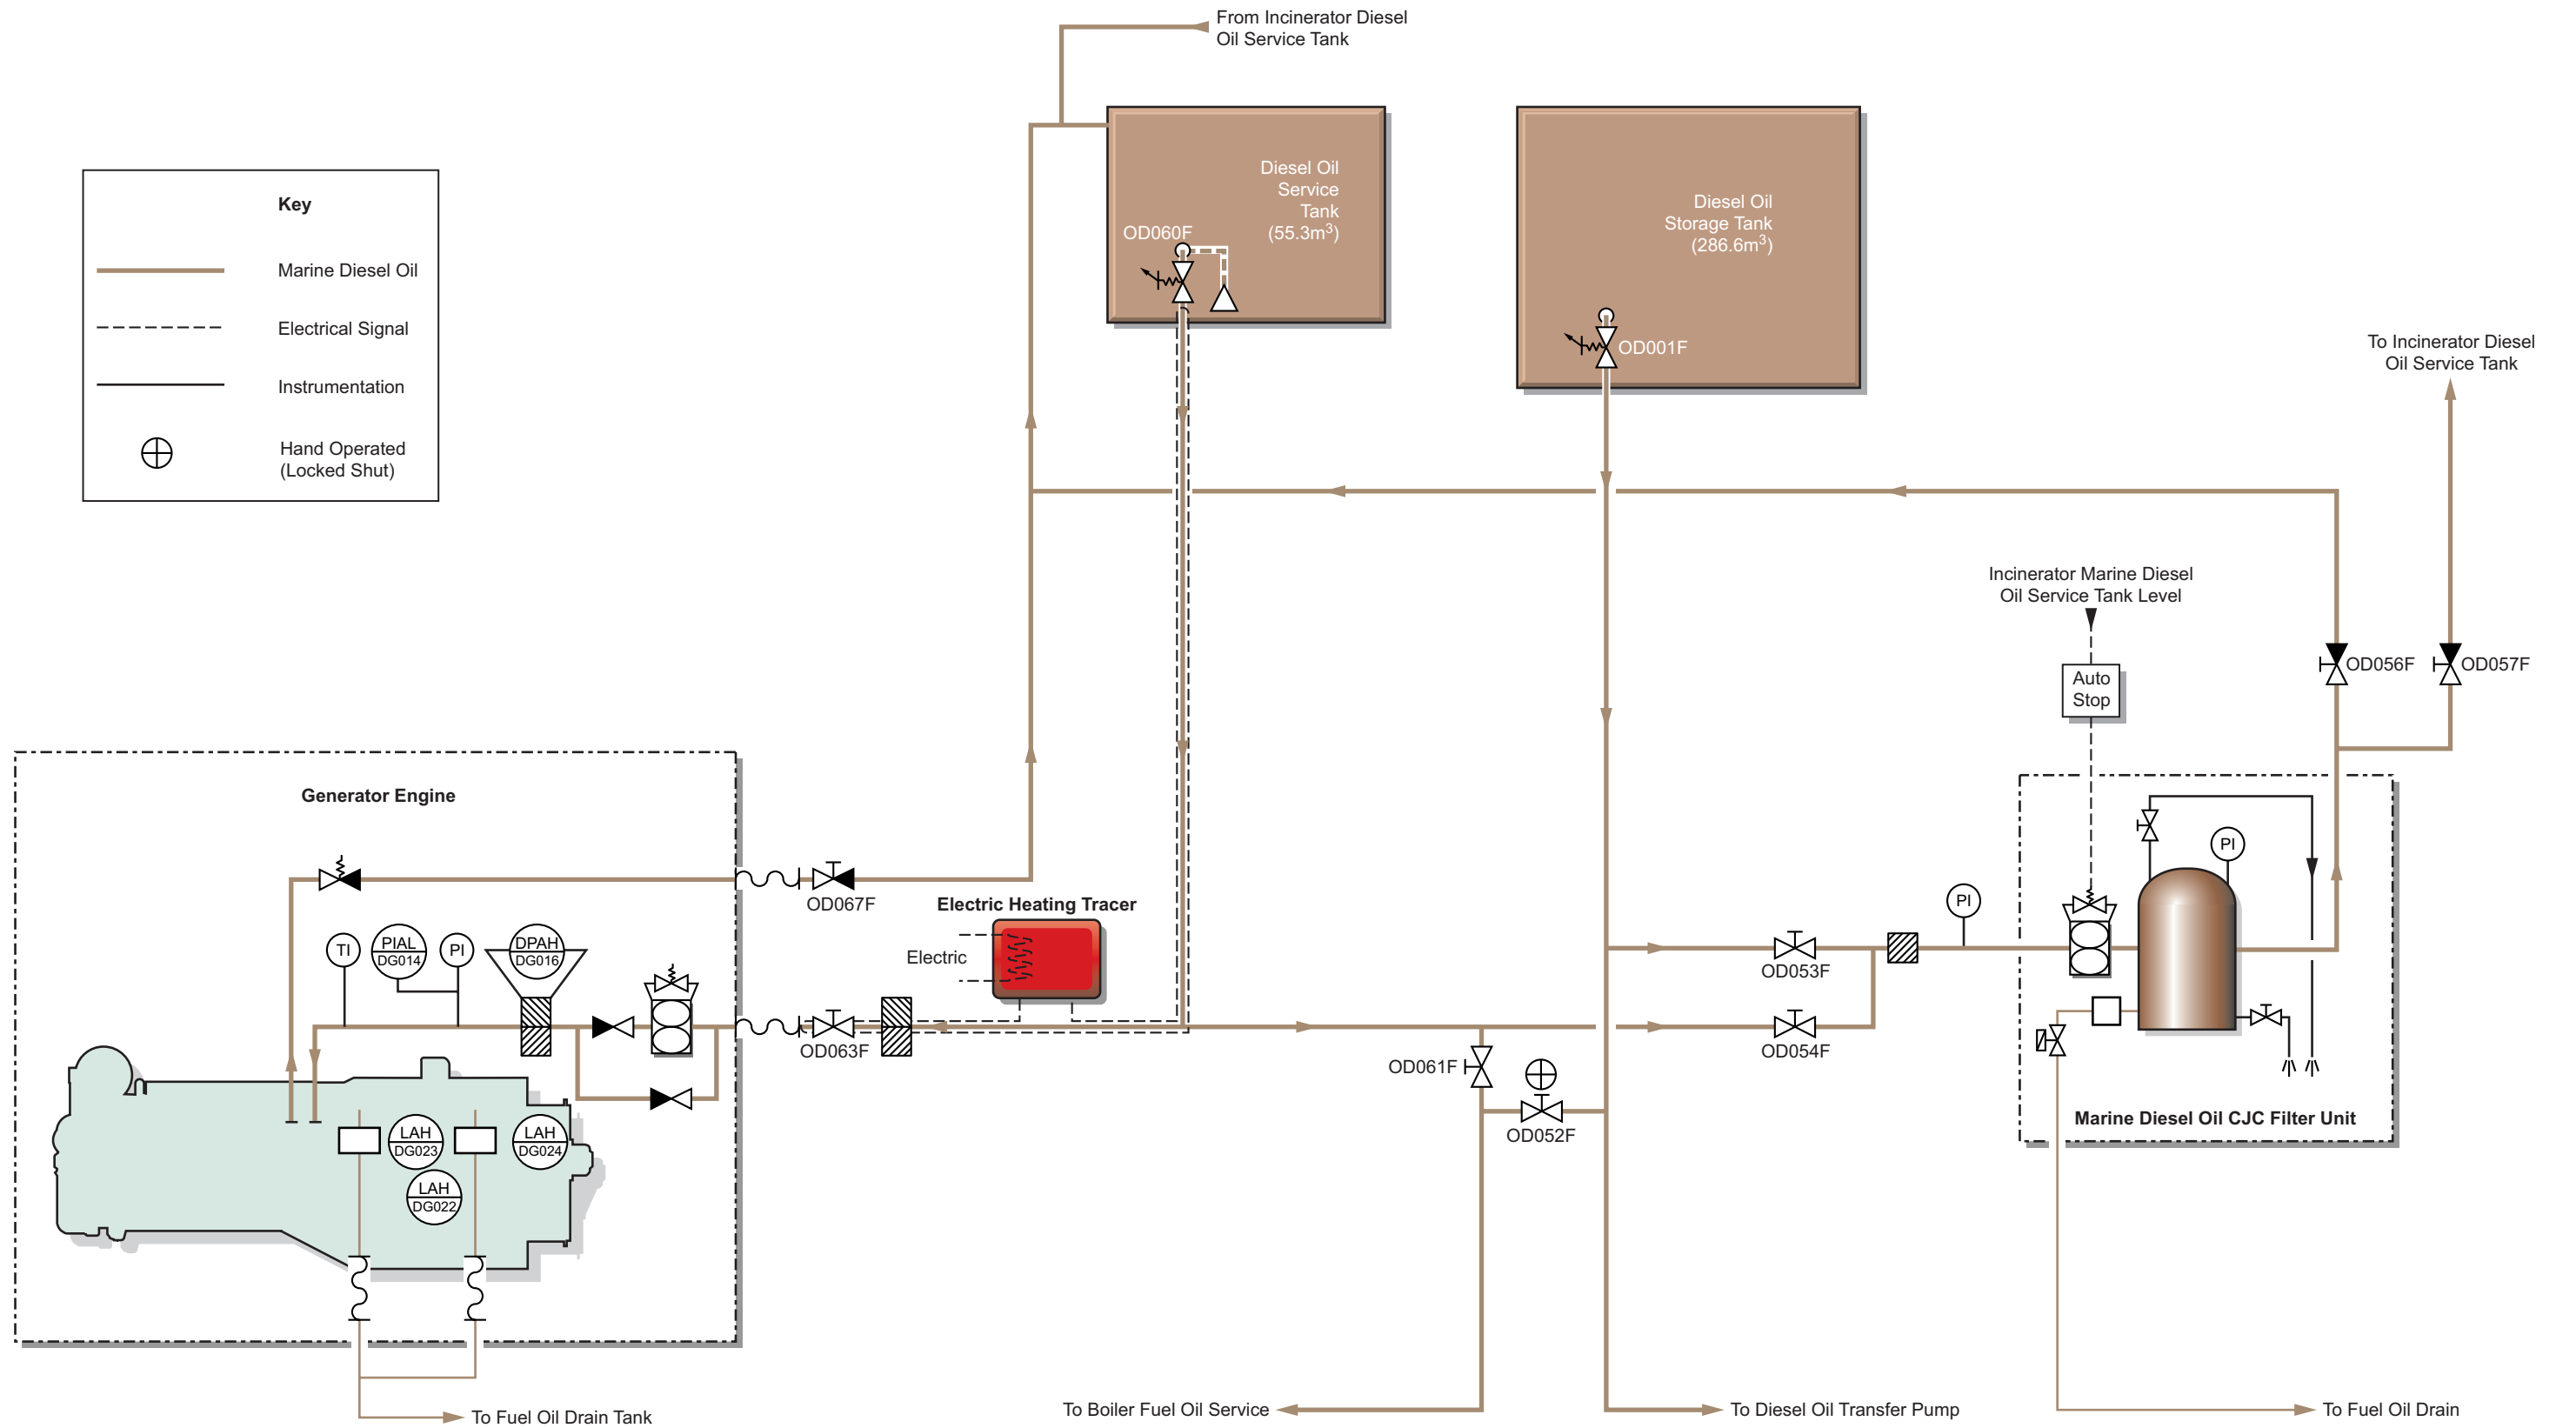 From Incinerator Diesel
Oil Service Tank
Key
Marine Diesel Oil
Electrical Signal
Instrumentation
Hand Operated
(Locked Shut)
Diesel Oil
Service
Tank
(55.3m³)
OD060F
Diesel Oil
Storage Tank
(286.6m³)
OD001F
To Incinerator Diesel
Oil Service Tank
Incinerator Marine Diesel
Oil Service Tank Level
Auto
Stop
OD056F
OD057F
Generator Engine
OD067F
Electric Heating Tracer
Electric
TI
PIAL
DG014
PI
DPAH
DG016
OD063F
PI
PI
OD053F
OD054F
OD061F
OD052F
LAH
DG023
LAH
DG024
LAH
DG022
Marine Diesel Oil CJC Filter Unit
To Fuel Oil Drain Tank
To Boiler Fuel Oil Service
To Diesel Oil Transfer Pump
To Fuel Oil Drain